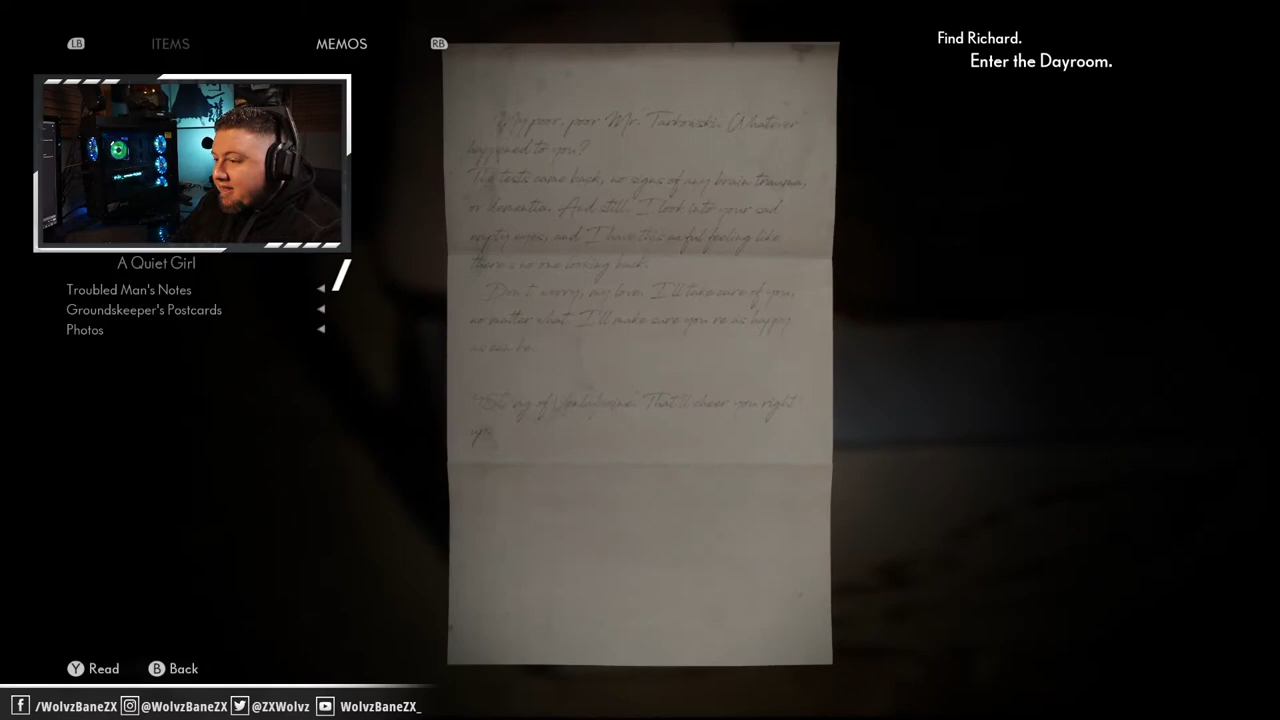 LB
ITEMS
MEMOS
RB
Find Richard.
Enter the Dayroom.
My poor, poor Mr. Tarkowski. Whatever
happened to you?
The tests came back, no signs of any brain trauma,
or dementia. And still. I look into your sad
empty eyes, and I have this awful feeling like
there's no one looking back.
Don't worry, my love. I'll take care of you,
no matter what. I'll make sure you're as happy
as can be.
mg of That'll cheer you right
up.
A Quiet Girl
Troubled Man's Notes
Groundskeeper's Postcards
Photos
Y Read
B Back
/WolvzBaneZX
@WolvzBaneZX
@ZXWolvz
WolvzBaneZX_